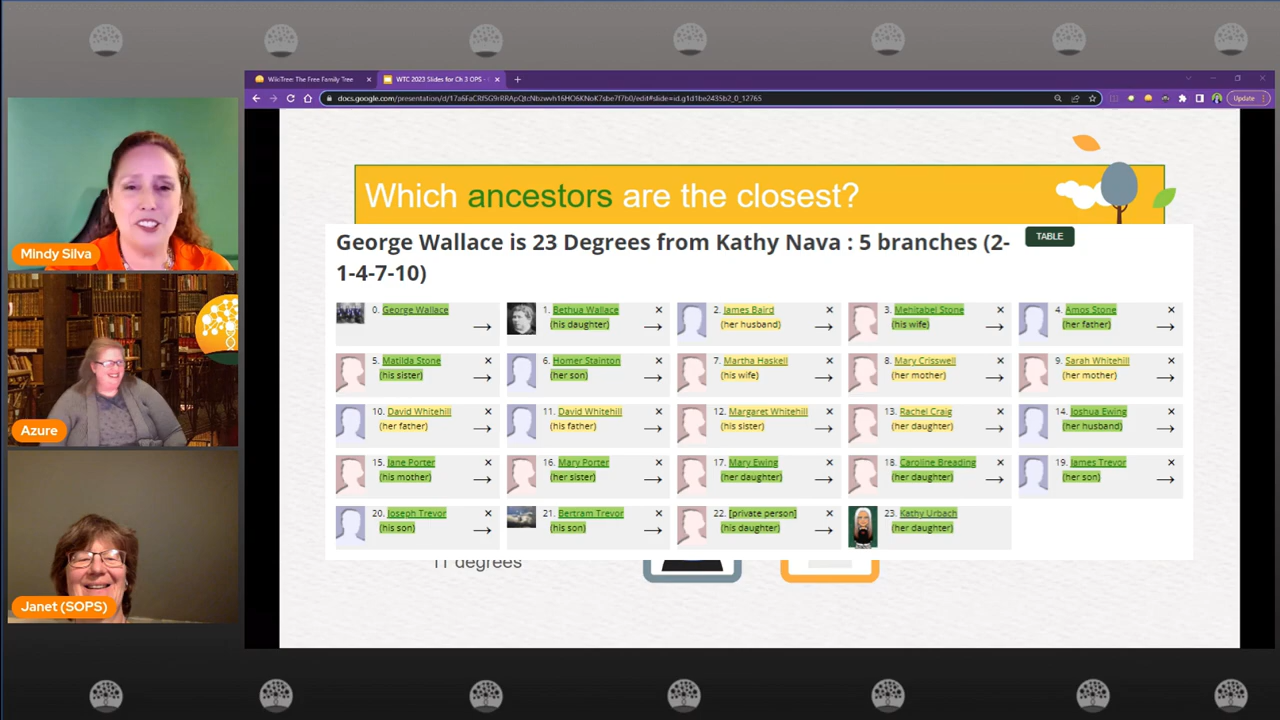 WikiTree: The Free Family Tree
WTC 2023 Slides for Ch 3 OPS -
Update
Which ancestors are the closest?
George Wallace is 23 Degrees from Kathy Nava : 5 branches (2-
1-4-7-10)
TABLE
0. George Wallace
1. Bethua Wallace
(his daughter)
2. James Baird
(her husband)
3. Mehitabel Stone
(his wife)
4. Amos Stone
(her father)
5. Matilda Stone
(his sister)
6. Homer Stainton
(her son)
7. Martha Haskell
(his wife)
8. Mary Crisswell
(her mother)
9. Sarah Whitehill
(her mother)
10. David Whitehill
(her father)
11. David Whitehill
(his father)
12. Margaret Whitehill
(his sister)
13. Rachel Craig
(her daughter)
14. Joshua Ewing
(her husband)
15. Jane Porter
(his mother)
16. Mary Porter
(her sister)
17. Mary Ewing
(her daughter)
18. Caroline Breading
(her daughter)
19. James Trevor
(her son)
20. Joseph Trevor
(his son)
21. Bertram Trevor
(his son)
22. [private person]
(his daughter)
23. Kathy Urbach
(her daughter)
11 degrees
Mindy Silva
Azure
Janet (SOPS)